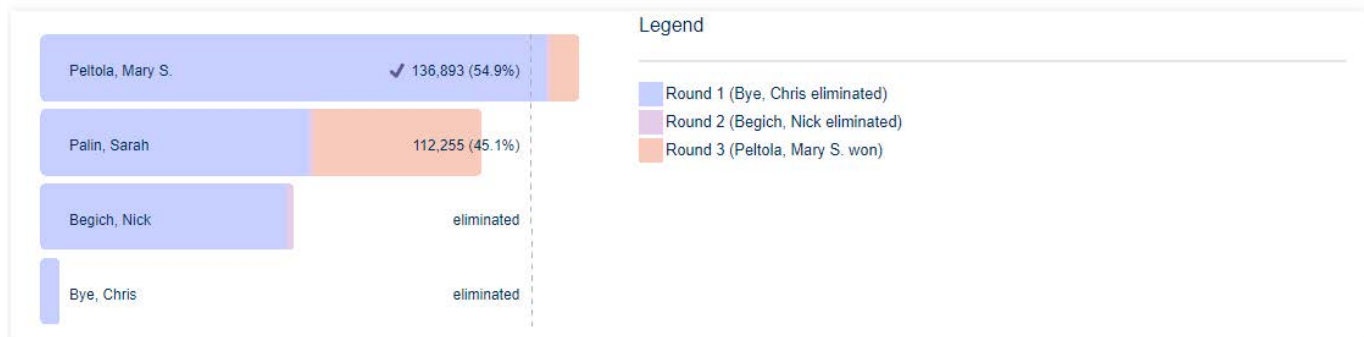 Legend
Peltola, Mary S. ✔ 136,893 (54.9%)
Palin, Sarah 112,255 (45.1%)
Begich, Nick eliminated
Bye, Chris eliminated
Round 1 (Bye, Chris eliminated)
Round 2 (Begich, Nick eliminated)
Round 3 (Peltola, Mary S. won)